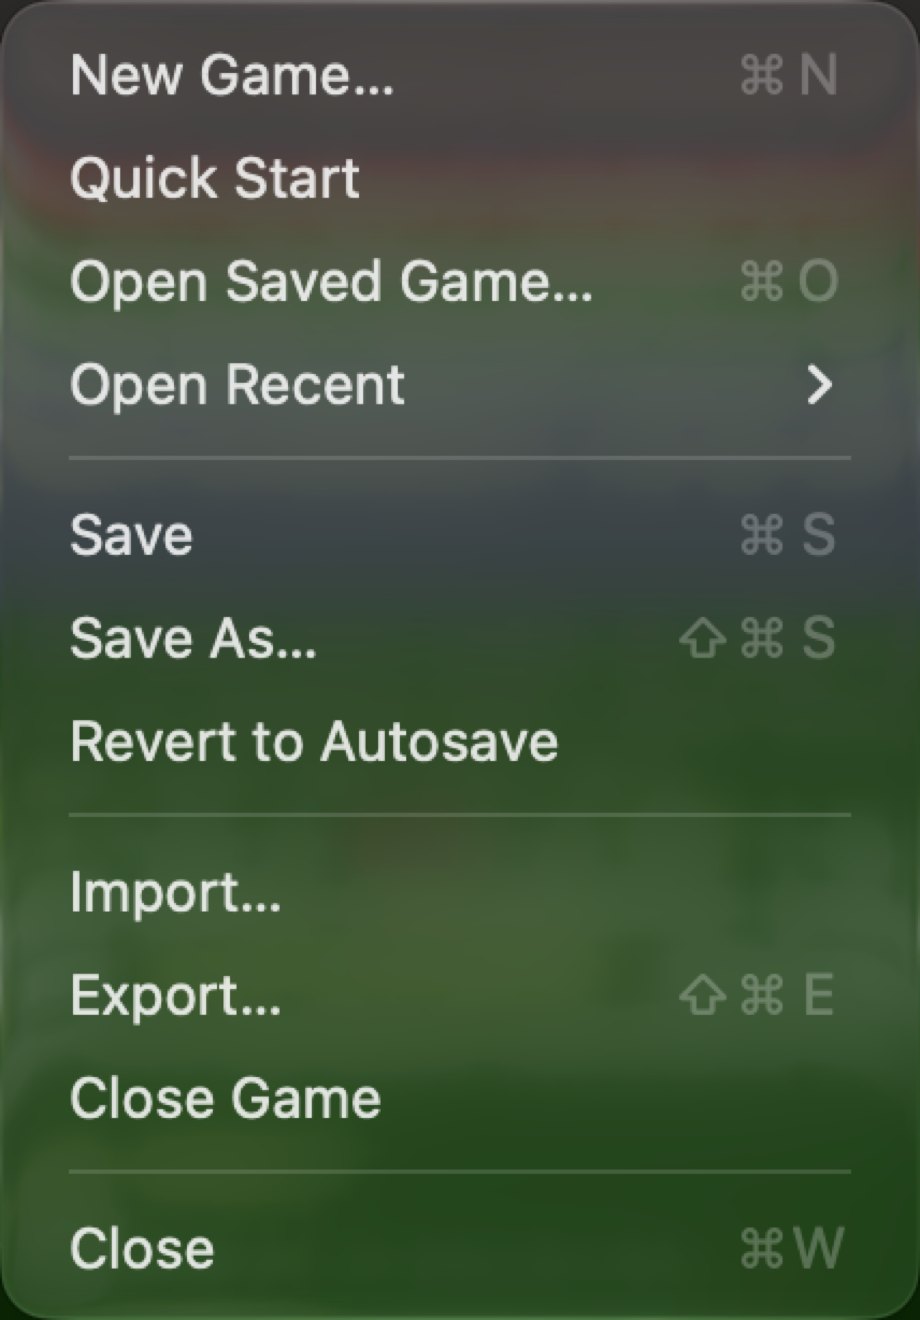 New Game... ⌘ N
Quick Start
Open Saved Game... ⌘ O
Open Recent >
Save ⌘ S
Save As... ⇧ ⌘ S
Revert to Autosave
Import...
Export... ⇧ ⌘ E
Close Game
Close ⌘ W